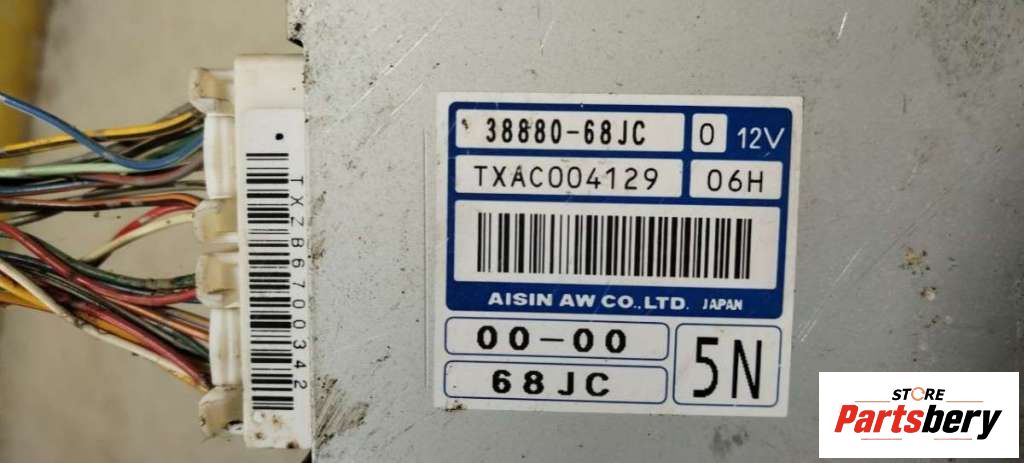 TXZB6700342
38880-68JC
0 12V
TXAC004129
06H
AISIN AW CO.,LTD. JAPAN
00-00
68JC
5N
STORE
Partsbery